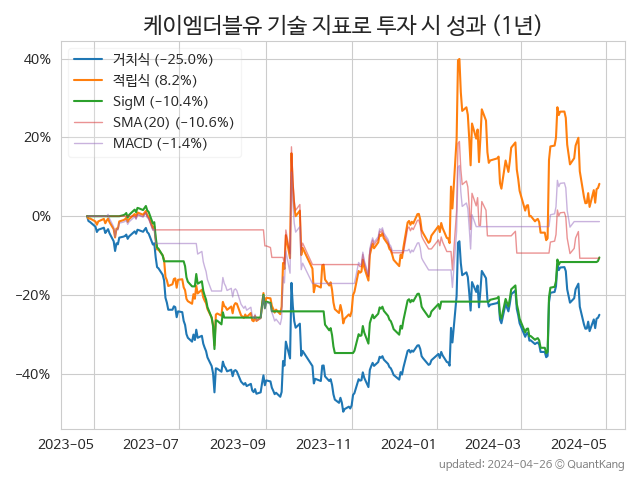 케이엠더블유 기술 지표로 투자 시 성과 (1년)
거치식 (−25.0%)
적립식 (8.2%)
SigM (−10.4%)
SMA(20) (−10.6%)
MACD (−1.4%)
40%
20%
0%
−20%
−40%
2023-05 2023-07 2023-09 2023-11 2024-01 2024-03 2024-05
updated: 2024-04-26 © QuantKang